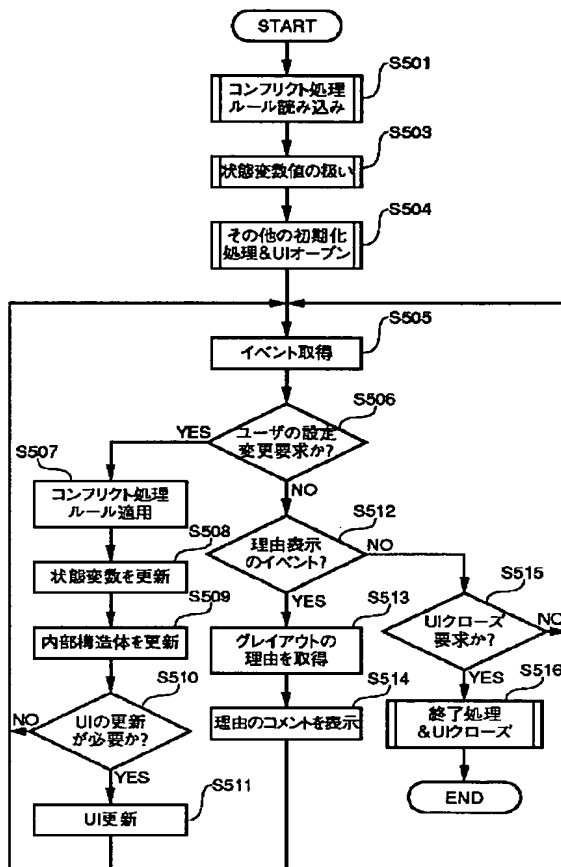 START
S501
コンフリクト処理
ルール読み込み
S503
状態変数値の扱い
S504
その他の初期化
処理&UIオープン
S505
イベント取得
S506
YES
ユーザの設定
変更要求か?
S507
NO
コンフリクト処理
ルール適用
S512
理由表示
のイベント?
NO
S508
状態変数を更新
YES
S513
S515
S509
UIクローズ
要求か?
NO
内部構造体を更新
グレイアウトの
理由を取得
YES
S510
S514
S516
NO
UIの更新
が必要か?
理由のコメントを表示
終了処理
&UIクローズ
YES
S511
UI更新
END